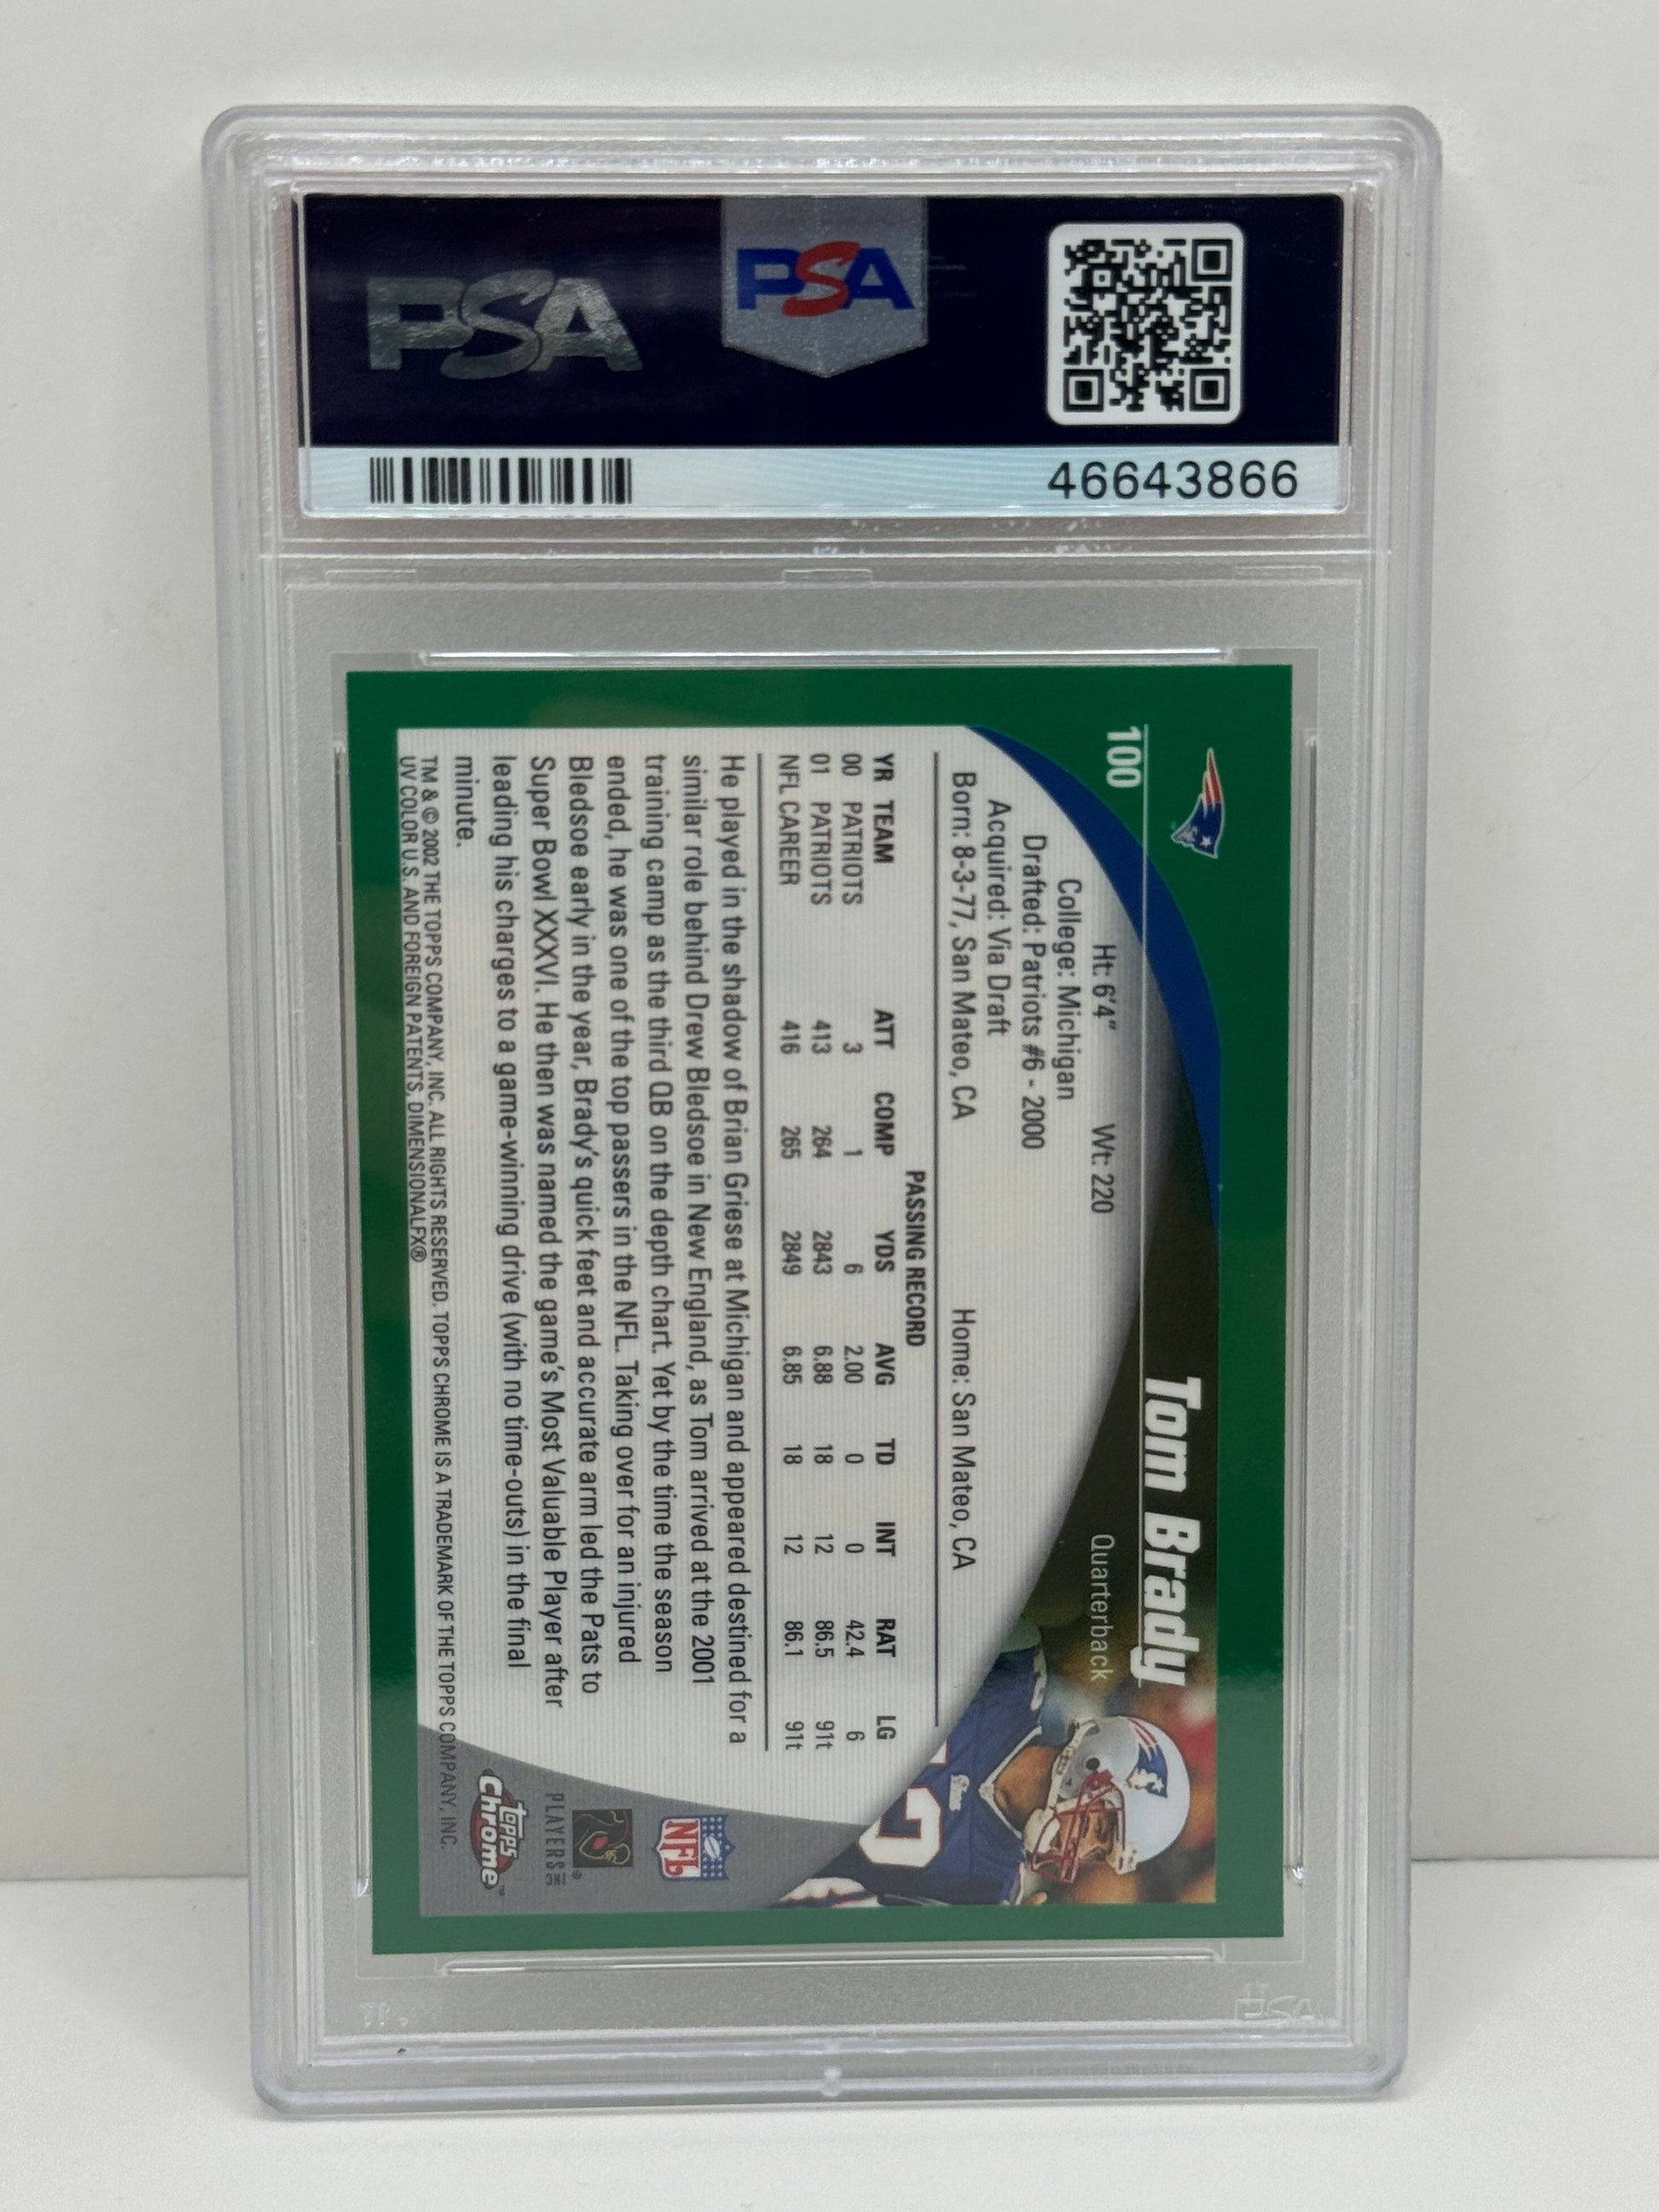 PSA
PSA
46643866
100
Tom Brady
Quarterback
Ht: 6'4" Wt: 220
College: Michigan
Drafted: Patriots #6 - 2000
Acquired: Via Draft
Born: 8-3-77, San Mateo, CA Home: San Mateo, CA
PASSING RECORD
YR TEAM ATT COMP YDS AVG TD INT RAT LG
00 PATRIOTS 3 1 6 2.00 0 0 42.4 6
01 PATRIOTS 413 264 2843 6.88 18 12 86.5 91t
NFL CAREER 416 265 2849 6.85 18 12 86.1 91t
He played in the shadow of Brian Griese at Michigan and appeared destined for a
similar role behind Drew Bledsoe in New England, as Tom arrived at the 2001
training camp as the third QB on the depth chart. Yet by the time the season
ended, he was one of the top passers in the NFL. Taking over for an injured
Bledsoe early in the year, Brady's quick feet and accurate arm led the Pats to
Super Bowl XXXVI. He then was named the game's Most Valuable Player after
leading his charges to a game-winning drive (with no time-outs) in the final
minute.
TM & © 2002 THE TOPPS COMPANY, INC. ALL RIGHTS RESERVED. TOPPS CHROME IS A TRADEMARK OF THE TOPPS COMPANY, INC.
UV COLOR U.S. AND FOREIGN PATENTS, DIMENSIONALFX®
NFL
PLAYERS INC
topps
Chrome™
PSA